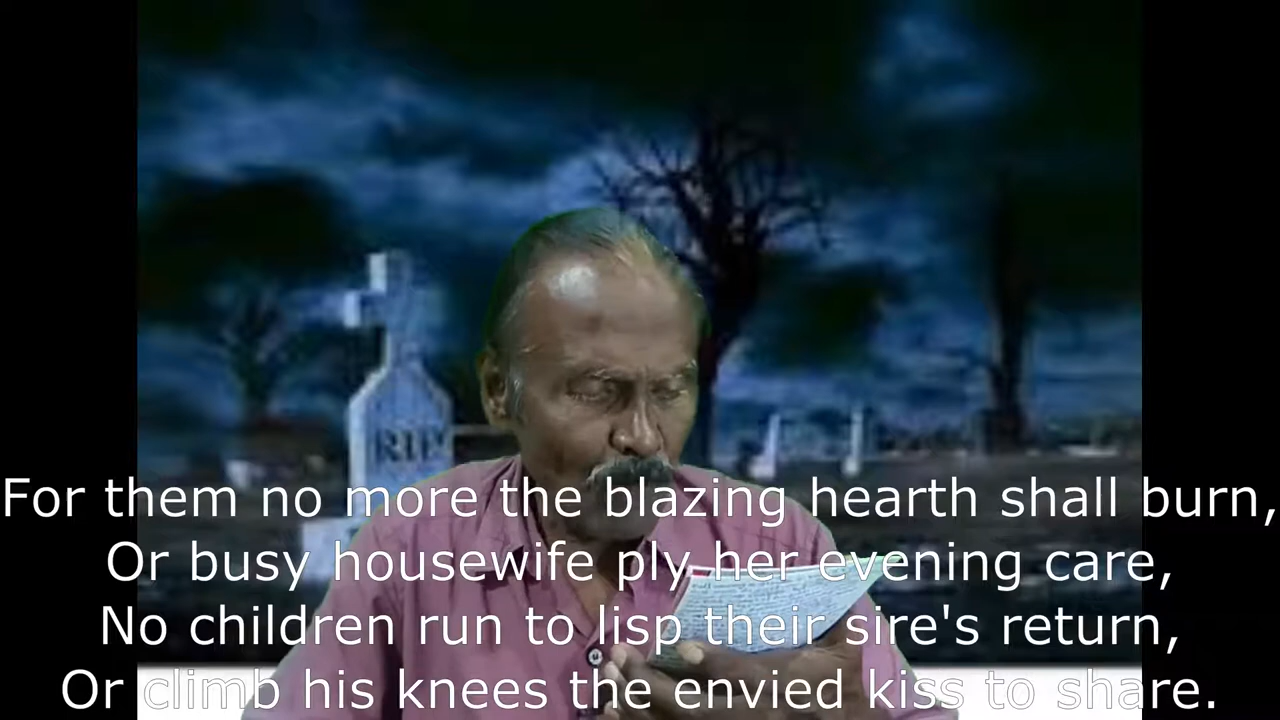 RIP
For them no more the blazing hearth shall burn,
Or busy housewife ply her evening care,
No children run to lisp their sire's return,
Or climb his knees the envied kiss to share.